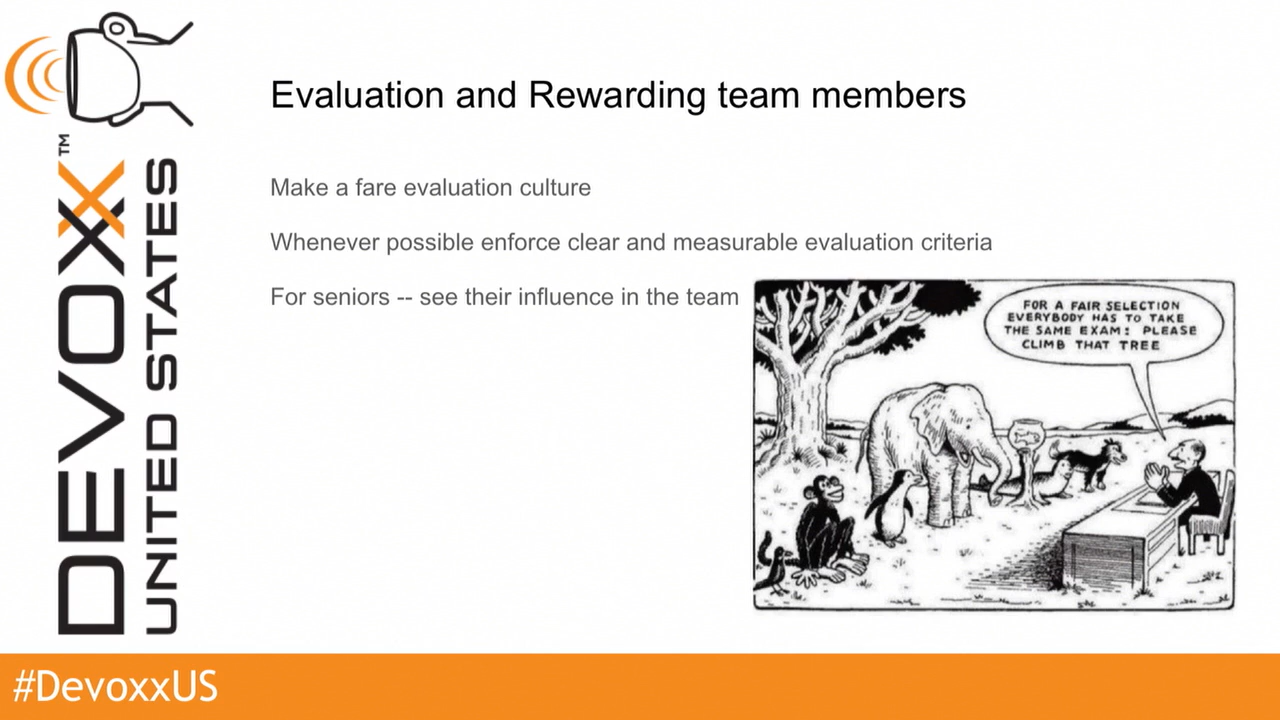 Evaluation and Rewarding team members
Make a fare evaluation culture
Whenever possible enforce clear and measurable evaluation criteria
For seniors -- see their influence in the team
FOR A FAIR SELECTION
EVERYBODY HAS TO TAKE
THE SAME EXAM: PLEASE
CLIMB THAT TREE
DEVOXX™
UNITED STATES
#DevoxxUS